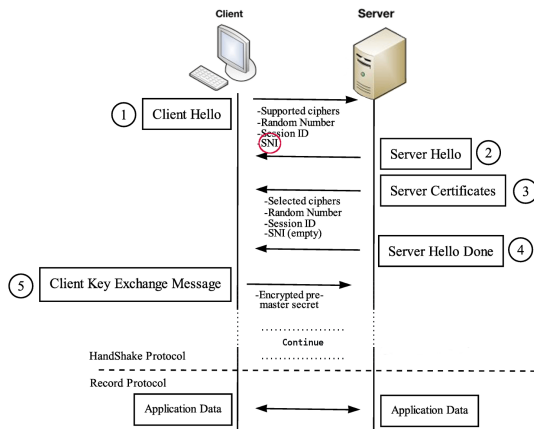 Client
Server
1
Client Hello
-Supported ciphers
-Random Number
-Session ID
-SNI
Server Hello
2
Server Certificates
3
-Selected ciphers
-Random Number
-Session ID
-SNI (empty)
Server Hello Done
4
5
Client Key Exchange Message
-Encrypted pre-
master secret
Continue
HandShake Protocol
Record Protocol
Application Data
Application Data